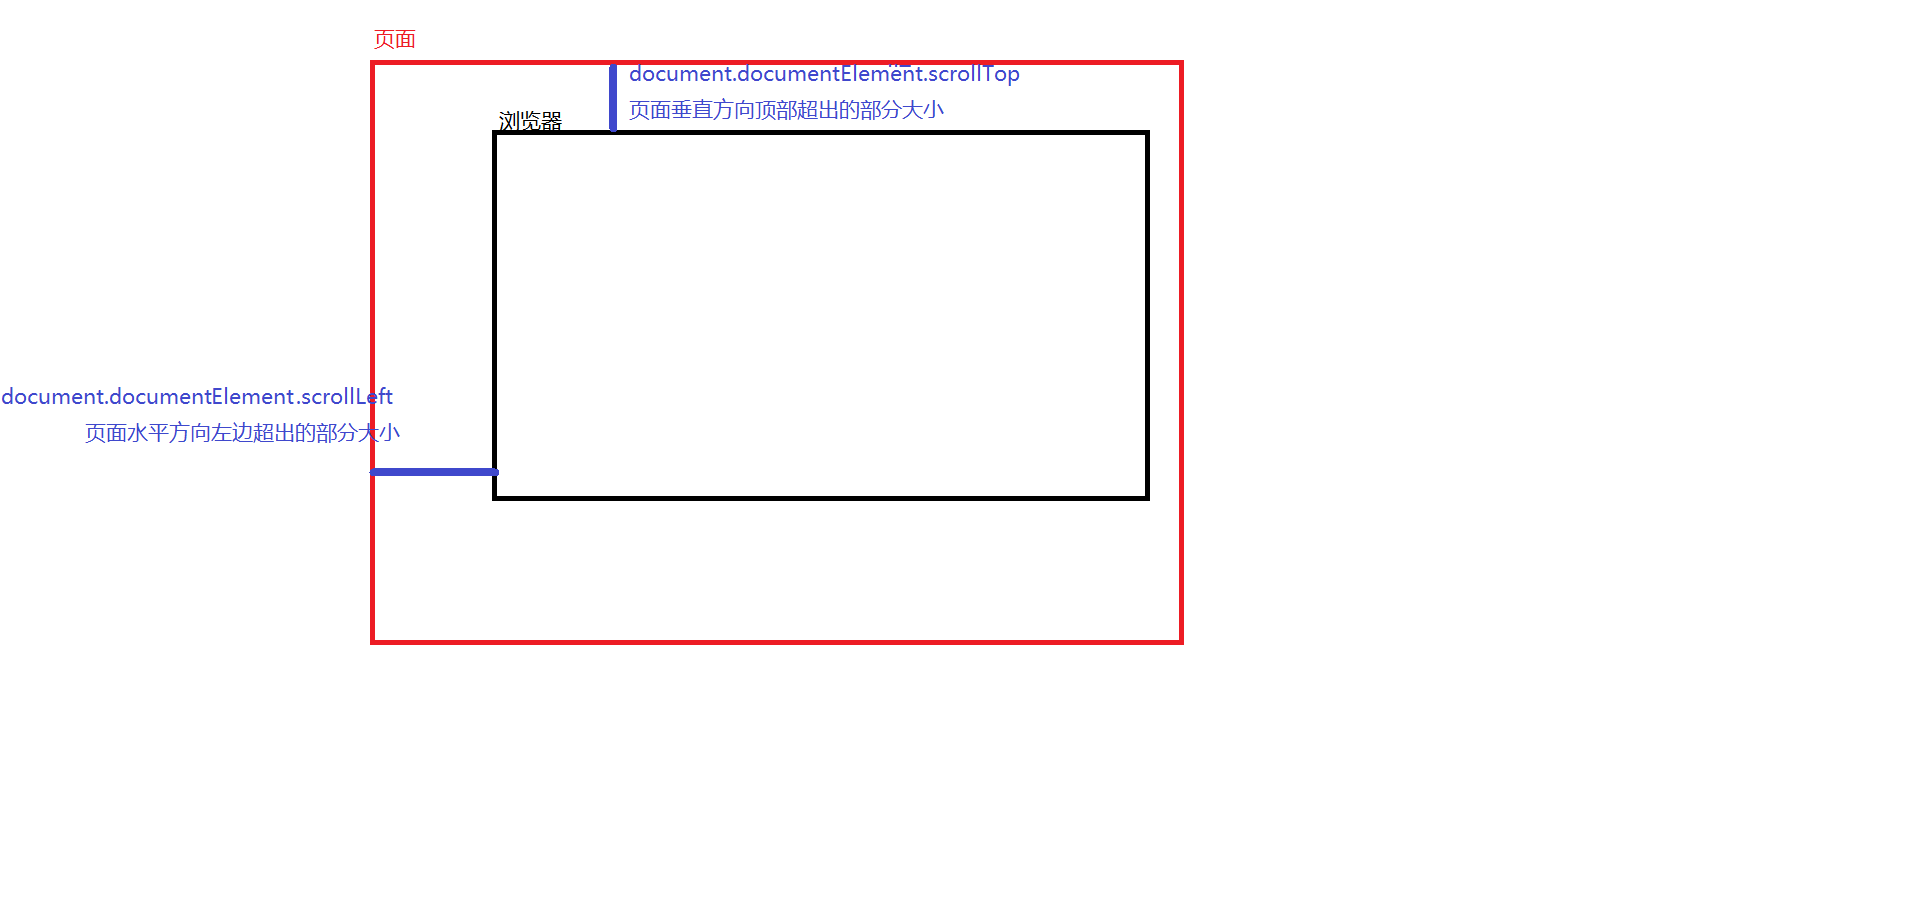 页面
document.documentElement.scrollTop
页面垂直方向顶部超出的部分大小
浏览器
document.documentElement.scrollLeft
页面水平方向左边超出的部分大小